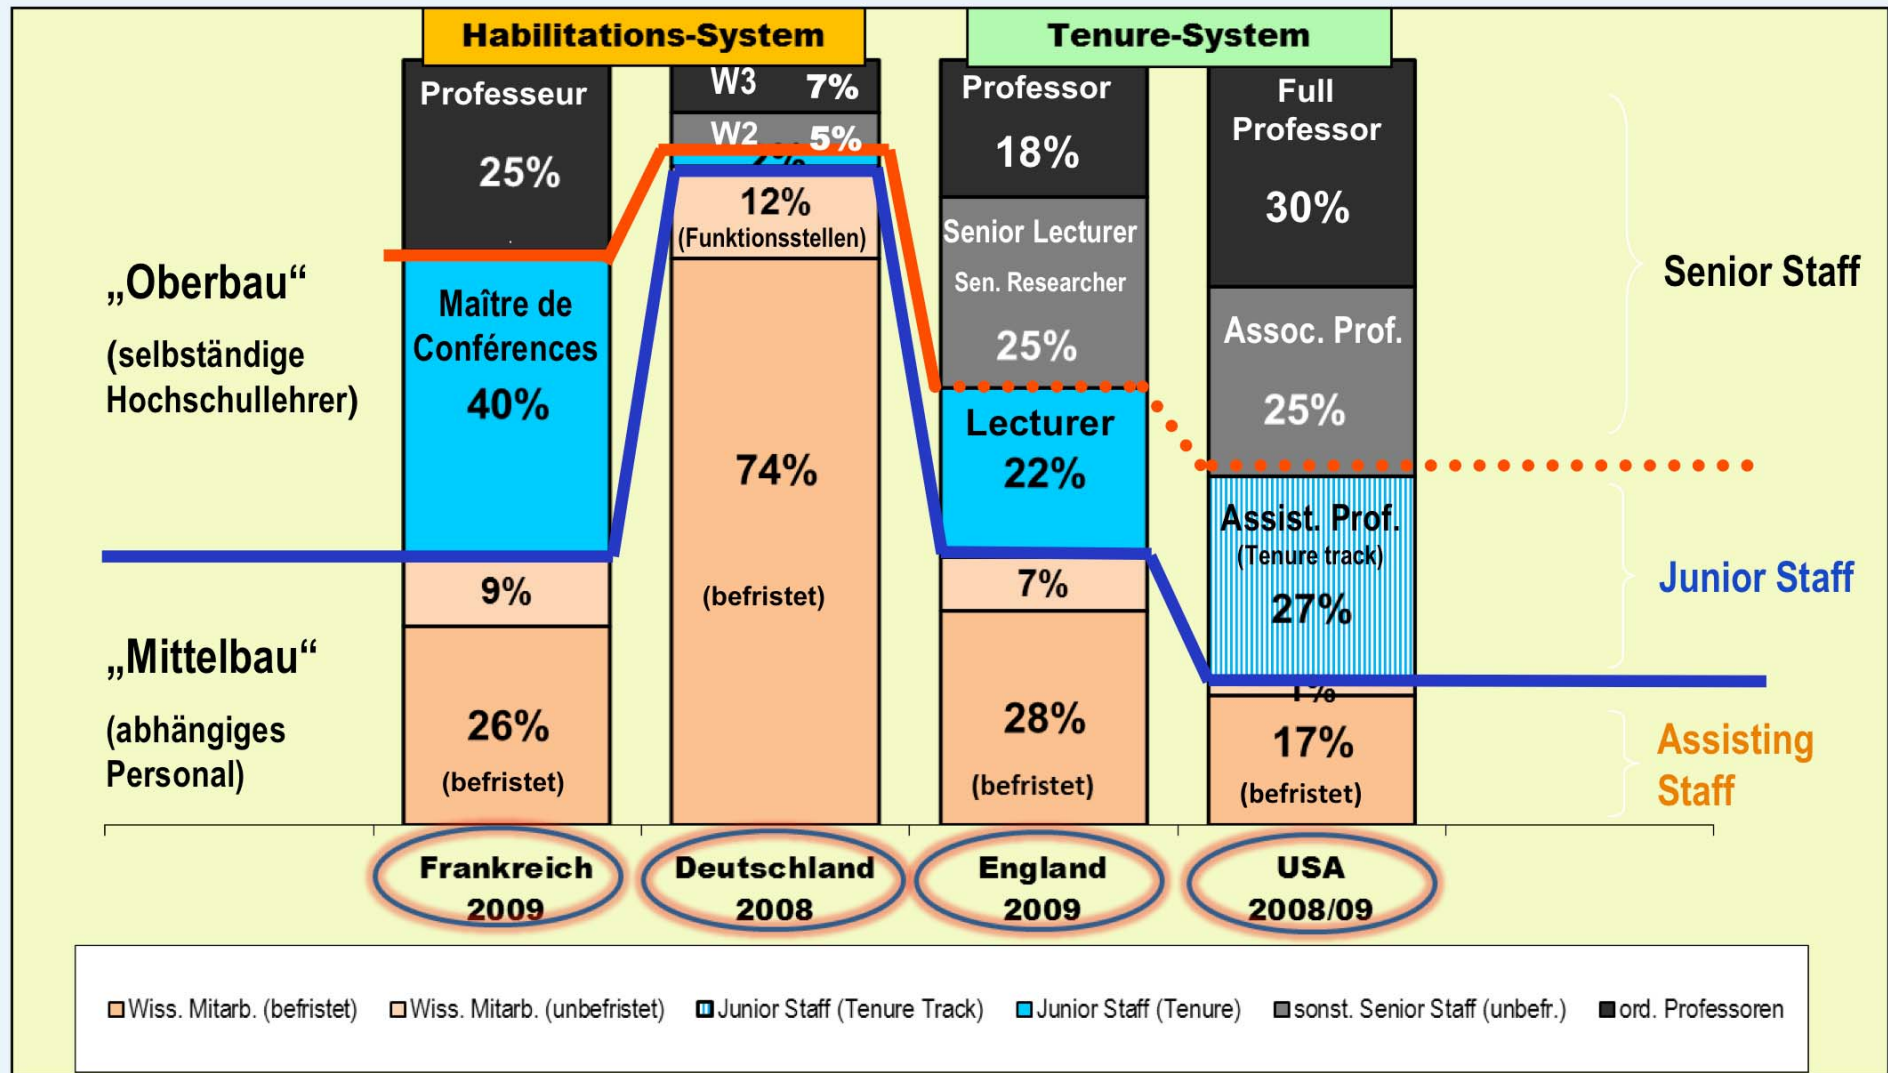 Habilitations-System
Tenure-System
Professeur
25%
Maître de
Conférences
40%
9%
26%
(befristet)
W3 7%
W2 5%
2%
12%
(Funktionsstellen)
74%
(befristet)
Professor
18%
Senior Lecturer
Sen. Researcher
25%
Lecturer
22%
7%
28%
(befristet)
Full
Professor
30%
Assoc. Prof.
25%
Assist. Prof.
(Tenure track)
27%
1%
17%
(befristet)
„Oberbau“
(selbständige
Hochschullehrer)
„Mittelbau“
(abhängiges
Personal)
Senior Staff
Junior Staff
Assisting
Staff
Frankreich
2009
Deutschland
2008
England
2009
USA
2008/09
Wiss. Mitarb. (befristet) Wiss. Mitarb. (unbefristet) Junior Staff (Tenure Track) Junior Staff (Tenure) sonst. Senior Staff (unbefr.) ord. Professoren